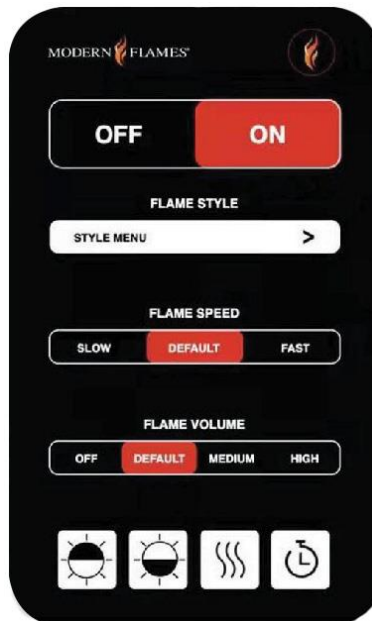 MODERN FLAMES®
OFF ON
FLAME STYLE
STYLE MENU >
FLAME SPEED
SLOW DEFAULT FAST
FLAME VOLUME
OFF DEFAULT MEDIUM HIGH